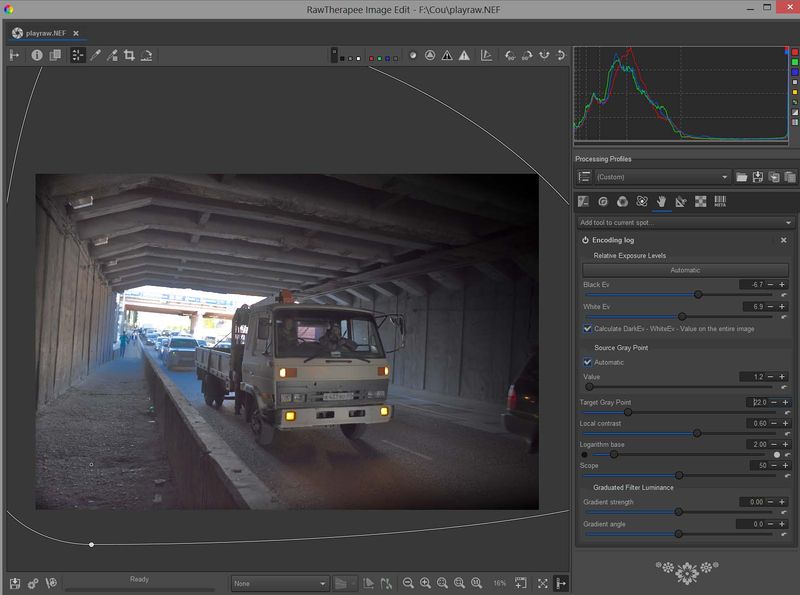 RawTherapee Image Edit - F:\Cou\playraw.NEF
playraw.NEF
Processing Profiles
(Custom)
META
Add tool to current spot...
Encoding log
Relative Exposure Levels
Automatic
Black Ev -6.7
White Ev 6.9
Calculate DarkEv - WhiteEv - Value on the entire image
Source Gray Point
Automatic
Value 1.2
Target Gray Point 22.0
Local contrast 0.60
Logarithm base 2.00
Scope 50
Graduated Filter Luminance
Gradient strength 0.00
Gradient angle 0.0
Ready
None
16%